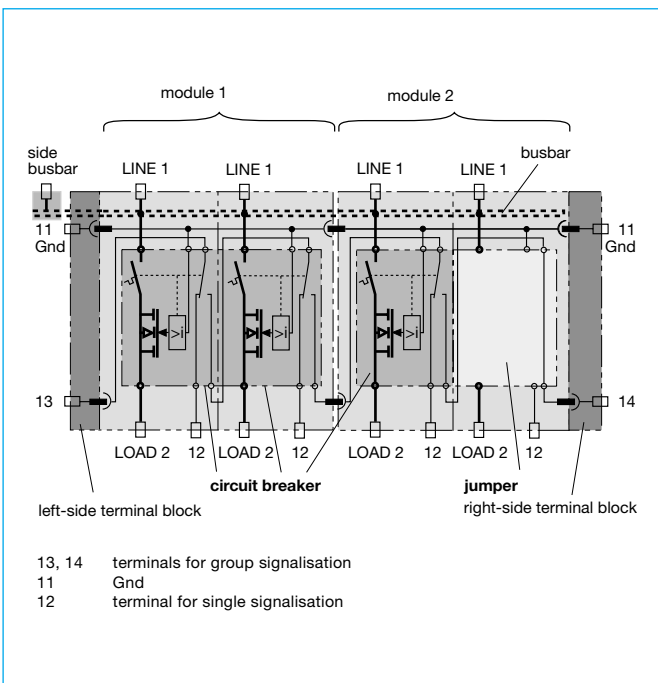 module 1
module 2
side
busbar
LINE 1
LINE 1
LINE 1
LINE 1
busbar
11
Gnd
11
Gnd
>i
>i
>i
13
14
LOAD 2
12
LOAD 2
12
LOAD 2
12
LOAD 2
12
circuit breaker
jumper
left-side terminal block
right-side terminal block
13, 14 terminals for group signalisation
11 Gnd
12 terminal for single signalisation